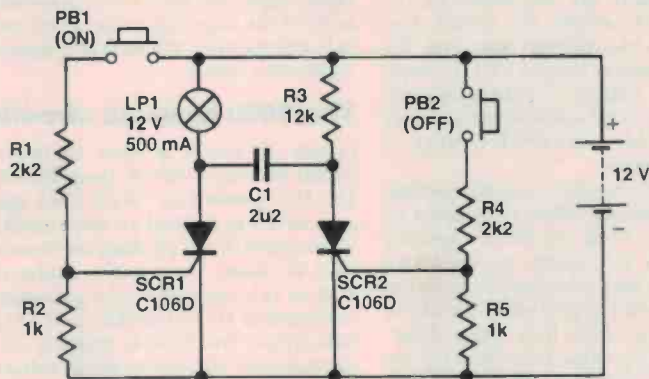 PB1
(ON)
LP1
12 V
500 mA
R3
12k
PB2
(OFF)
+
R1
2k2
C1
2u2
R4
2k2
12 V
−
SCR1
C106D
SCR2
C106D
R2
1k
R5
1k